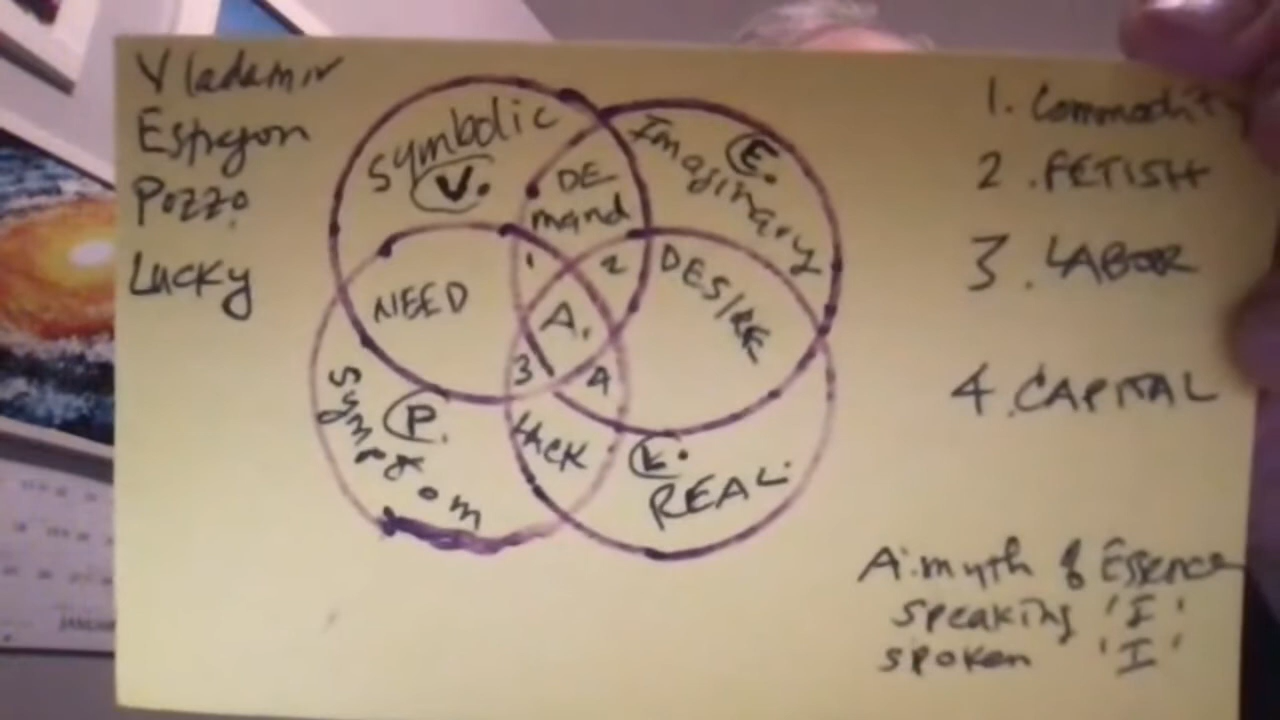 Vladamir
Estragon
Pozzo
Lucky
Symbolic
V.
DE
mand
Imaginary
E.
NEED
1
2
DESIRE
A.
3
4
Symptom
P.
Lack
L.
REAL
1. Commodity
2. FETISH
3. LABOR
4. CAPITAL
A: myth of Essence
speaking 'I'
spoken 'I'